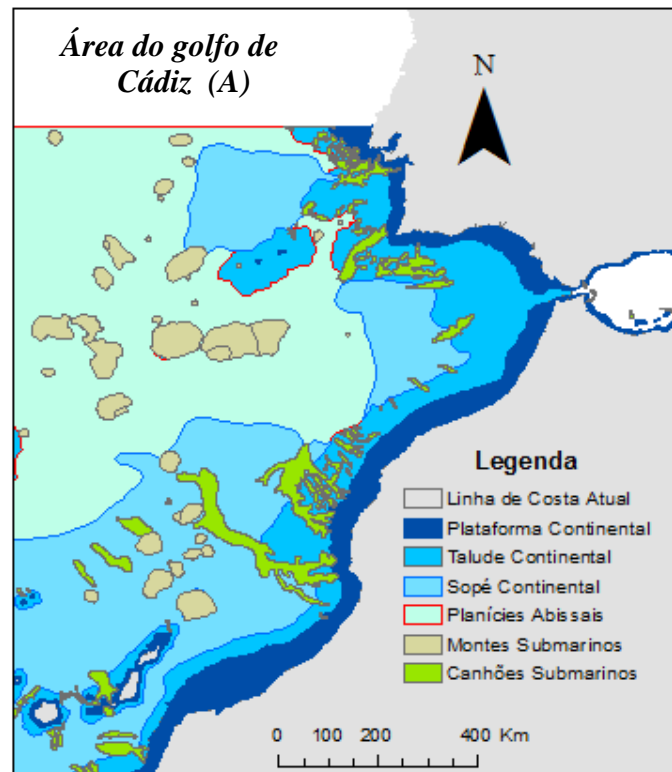 Área do golfo de
Cádiz (A)
N
Legenda
Linha de Costa Atual
Plataforma Continental
Talude Continental
Sopé Continental
Planícies Abissais
Montes Submarinos
Canhões Submarinos
0 100 200 400 Km